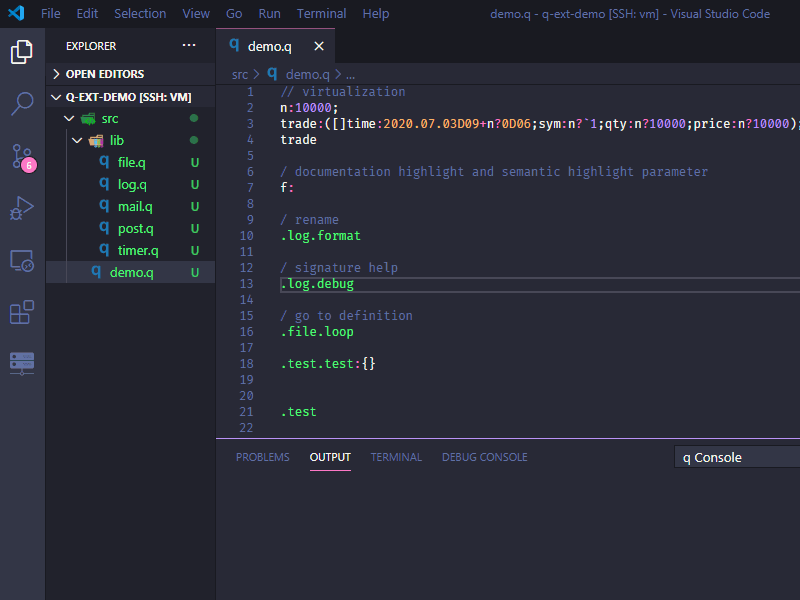 File Edit Selection View Go Run Terminal Help demo.q - q-ext-demo [SSH: vm] - Visual Studio Code
EXPLORER ...
OPEN EDITORS
Q-EXT-DEMO [SSH: VM]
src
lib
file.q U
log.q U
mail.q U
post.q U
timer.q U
demo.q U
5
q demo.q ×
src > q demo.q > ...
1 // virtualization
2 n:10000;
3 trade:([]time:2020.07.03D09+n?0D06;sym:n?`1;qty:n?10000;price:n?10000);
4 trade
5
6 / documentation highlight and semantic highlight parameter
7 f:
8
9 / rename
10 .log.format
11
12 / signature help
13 .log.debug
14
15 / go to definition
16 .file.loop
17
18 .test.test:{}
19
20
21 .test
22
PROBLEMS OUTPUT TERMINAL DEBUG CONSOLE q Console